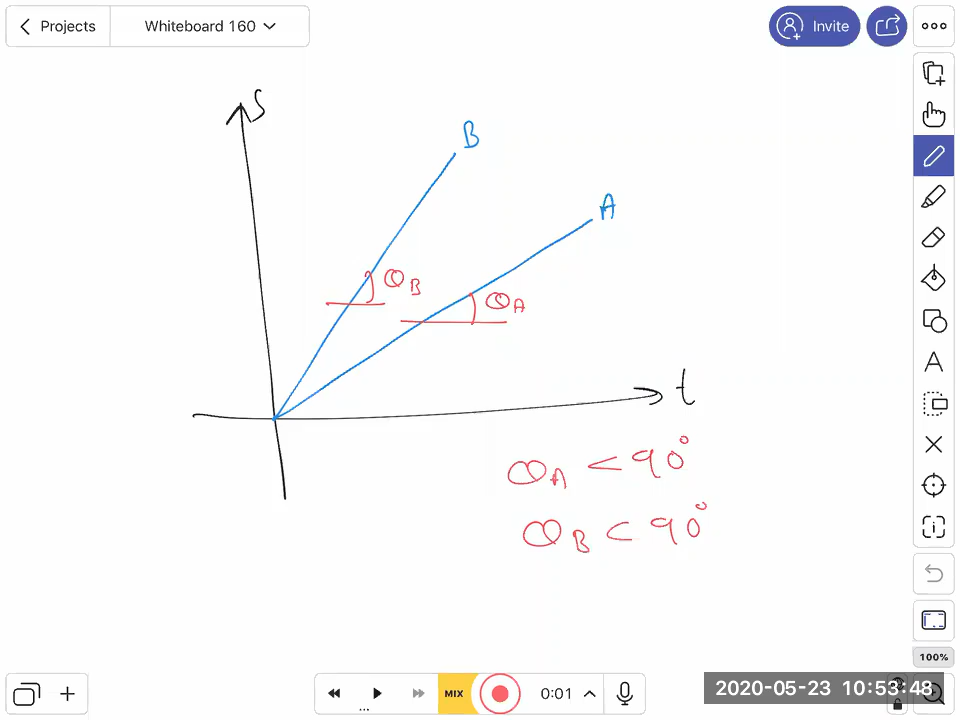 Projects
Whiteboard 160
Invite
S
B
A
θB
θA
t
θA < 90°
θB < 90°
A
100%
MIX
0:01
2020-05-23 10:53:48